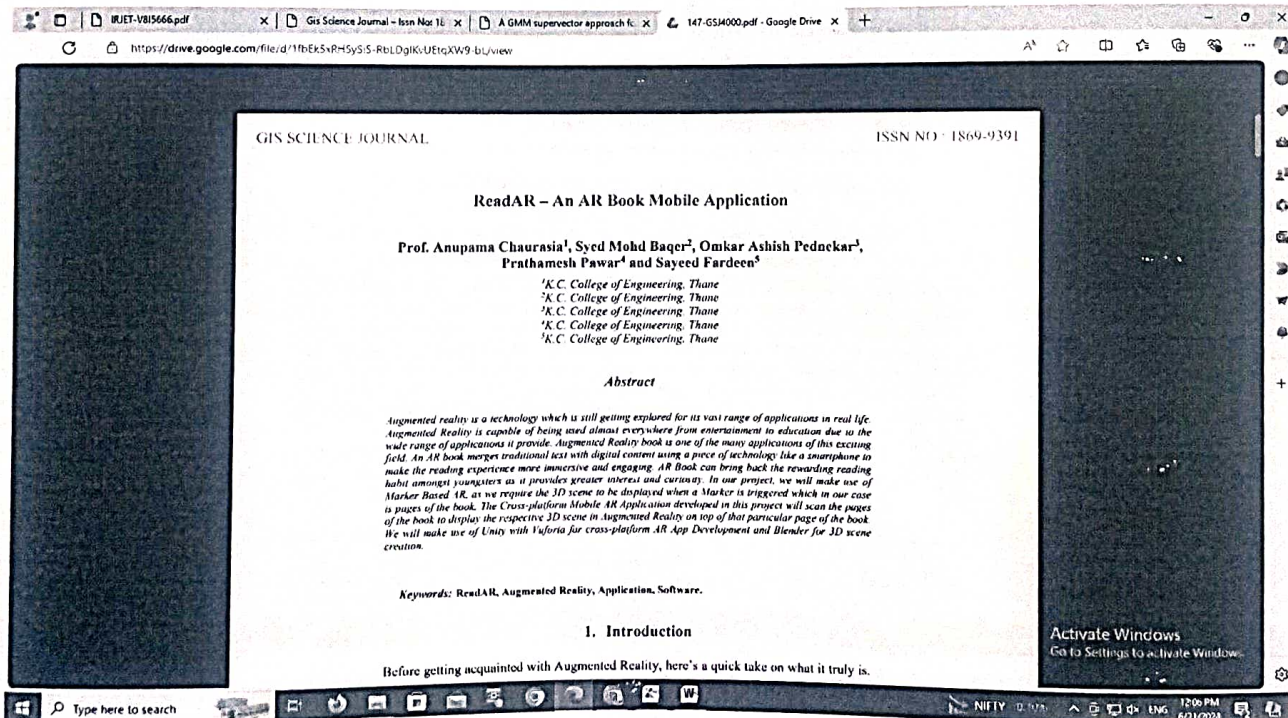 IRJET-V8I5666.pdf
Gis Science Journal - Issn No: 18
A GMM supervector approach fo
147-GSJ4000.pdf - Google Drive
GIS SCIENCE JOURNAL
ISSN NO : 1869-9391
ReadAR – An AR Book Mobile Application
Prof. Anupama Chaurasia¹, Syed Mohd Baqer², Omkar Ashish Pednekar³,
Prathamesh Pawar⁴ and Sayeed Fardeen⁵
¹K.C. College of Engineering, Thane
²K.C. College of Engineering, Thane
³K.C. College of Engineering, Thane
⁴K.C. College of Engineering, Thane
⁵K.C. College of Engineering, Thane
Abstract
Augmented reality is a technology which is still getting explored for its vast range of applications in real life.
Augmented Reality is capable of being used almost everywhere from entertainment to education due to the
wide range of applications it provide. Augmented Reality book is one of the many applications of this exciting
field. An AR book merges traditional text with digital content using a piece of technology like a smartphone to
make the reading experience more immersive and engaging. AR Book can bring back the rewarding reading
habit amongst youngsters as it provides greater interest and curiosity. In our project, we will make use of
Marker Based AR, as we require the 3D scene to be displayed when a Marker is triggered which in our case
is pages of the book. The Cross-platform Mobile AR Application developed in this project will scan the pages
of the book to display the respective 3D scene in Augmented Reality on top of that particular page of the book.
We will make use of Unity with Vuforia for cross-platform AR App Development and Blender for 3D scene
creation.
Keywords: ReadAR, Augmented Reality, Application, Software.
1. Introduction
Before getting acquainted with Augmented Reality, here's a quick take on what it truly is.
Activate Windows
Go to Settings to activate Windows.
Type here to search
NIFTY
ENG
12:06 PM